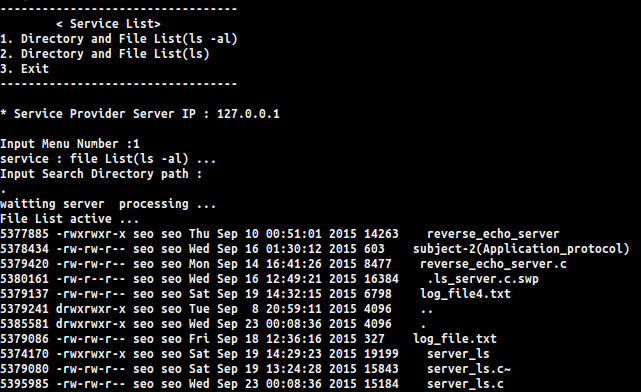 ----------------------------------
< Service List>
1. Directory and File List(ls -al)
2. Directory and File List(ls)
3. Exit
----------------------------------
* Service Provider Server IP : 127.0.0.1
Input Menu Number :1
service : file List(ls -al) ...
Input Search Directory path :
.
waitting server  processing ...
File List active ...
5377885 -rwxrwxr-x seo seo Thu Sep 10 00:51:01 2015 14263    reverse_echo_server
5378434 -rw-rw-r-- seo seo Wed Sep 16 01:30:12 2015 603    subject-2(Application_protocol)
5379420 -rw-rw-r-- seo seo Mon Sep 14 16:41:26 2015 8477    reverse_echo_server.c
5380161 -rw-r--r-- seo seo Wed Sep 16 12:49:21 2015 16384    .ls_server.c.swp
5379137 -rw-rw-r-- seo seo Sat Sep 19 14:32:15 2015 6798    log_file4.txt
5379241 drwxrwxr-x seo seo Tue Sep  8 20:59:11 2015 4096    ..
5385581 drwxrwxr-x seo seo Wed Sep 23 00:08:36 2015 4096    .
5379086 -rw-rw-r-- seo seo Fri Sep 18 12:36:16 2015 327    log_file.txt
5374170 -rwxrwxr-x seo seo Sat Sep 19 14:29:23 2015 19199    server_ls
5379080 -rw-rw-r-- seo seo Sat Sep 19 13:24:28 2015 15843    server_ls.c~
5395985 -rw-rw-r-- seo seo Wed Sep 23 00:08:36 2015 15184    server_ls.c